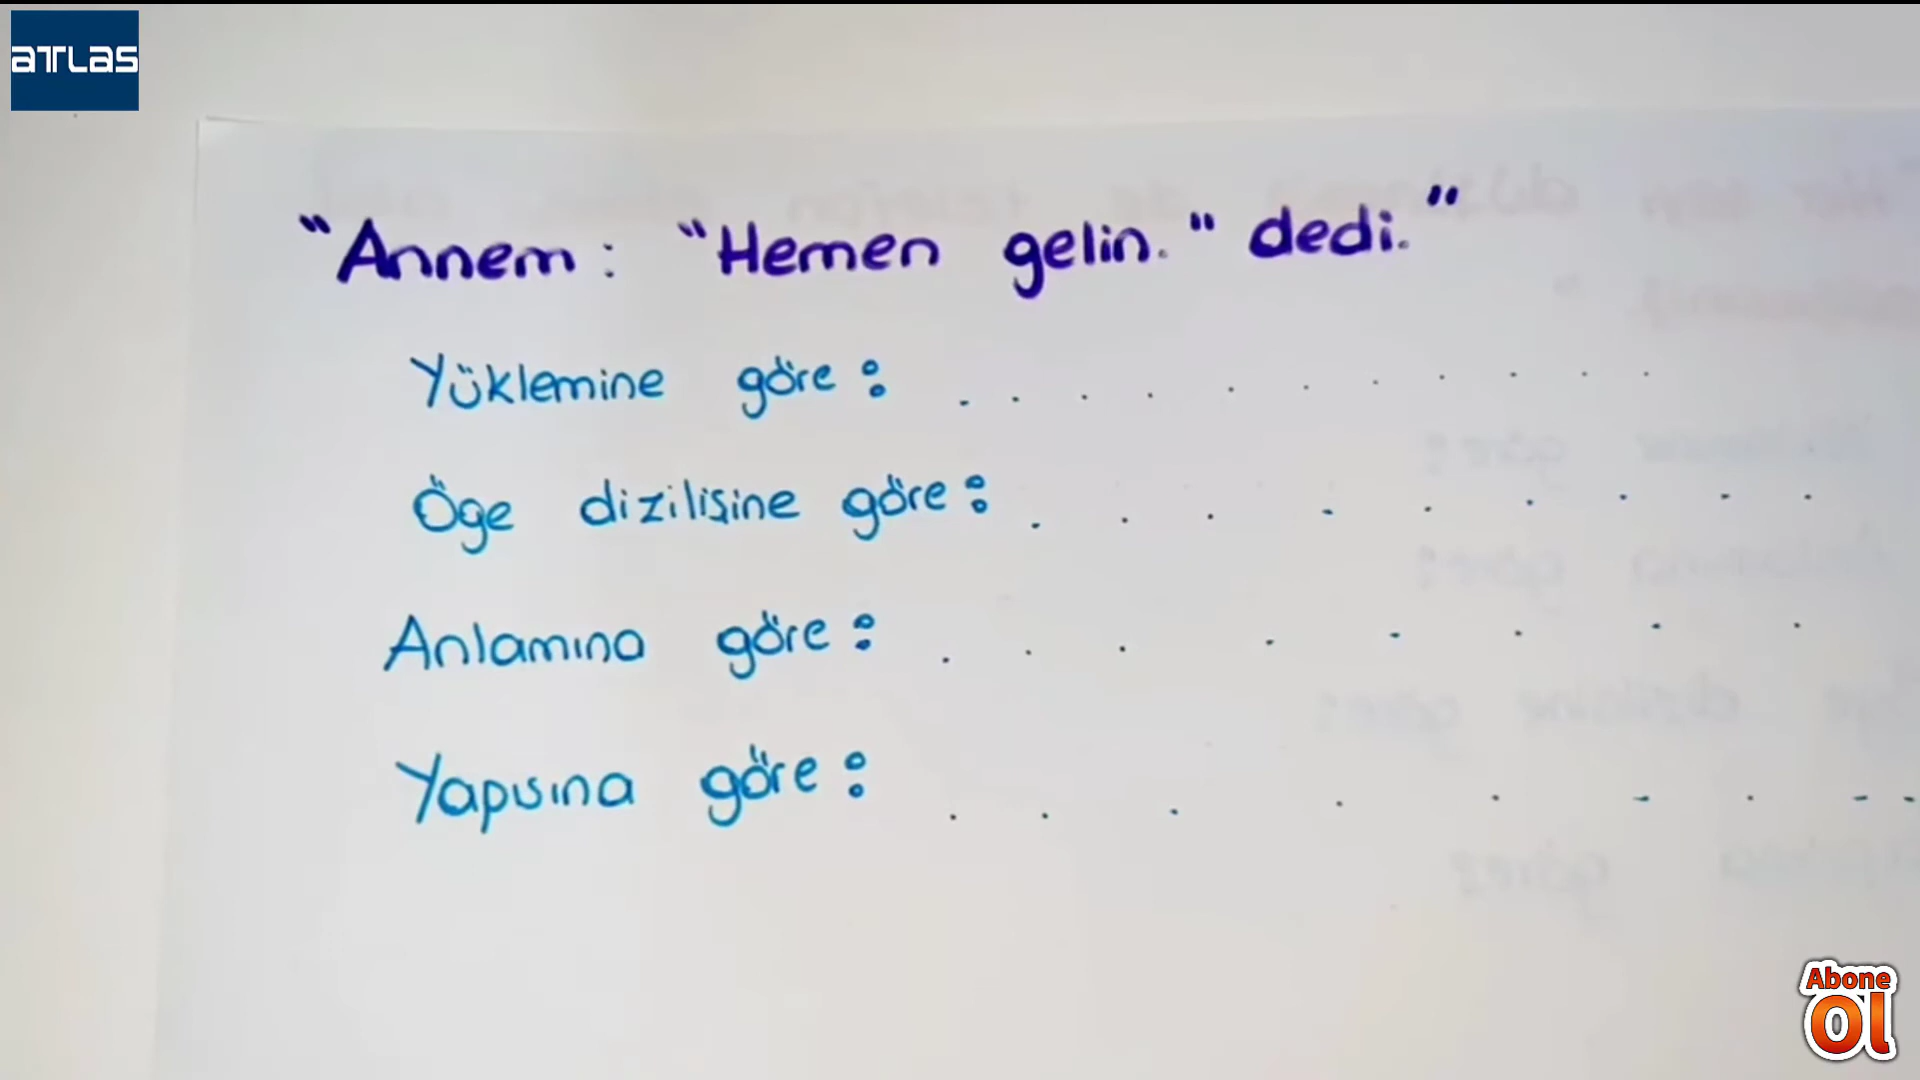 ATLAS
"Annem: "Hemen gelin." dedi."
Yüklemine göre: . . . . . . . . . . .
Öge dizilişine göre: . . . . . . . . .
Anlamına göre: . . . . . . . .
Yapısına göre: . . . . . . . . .
Abone
Ol